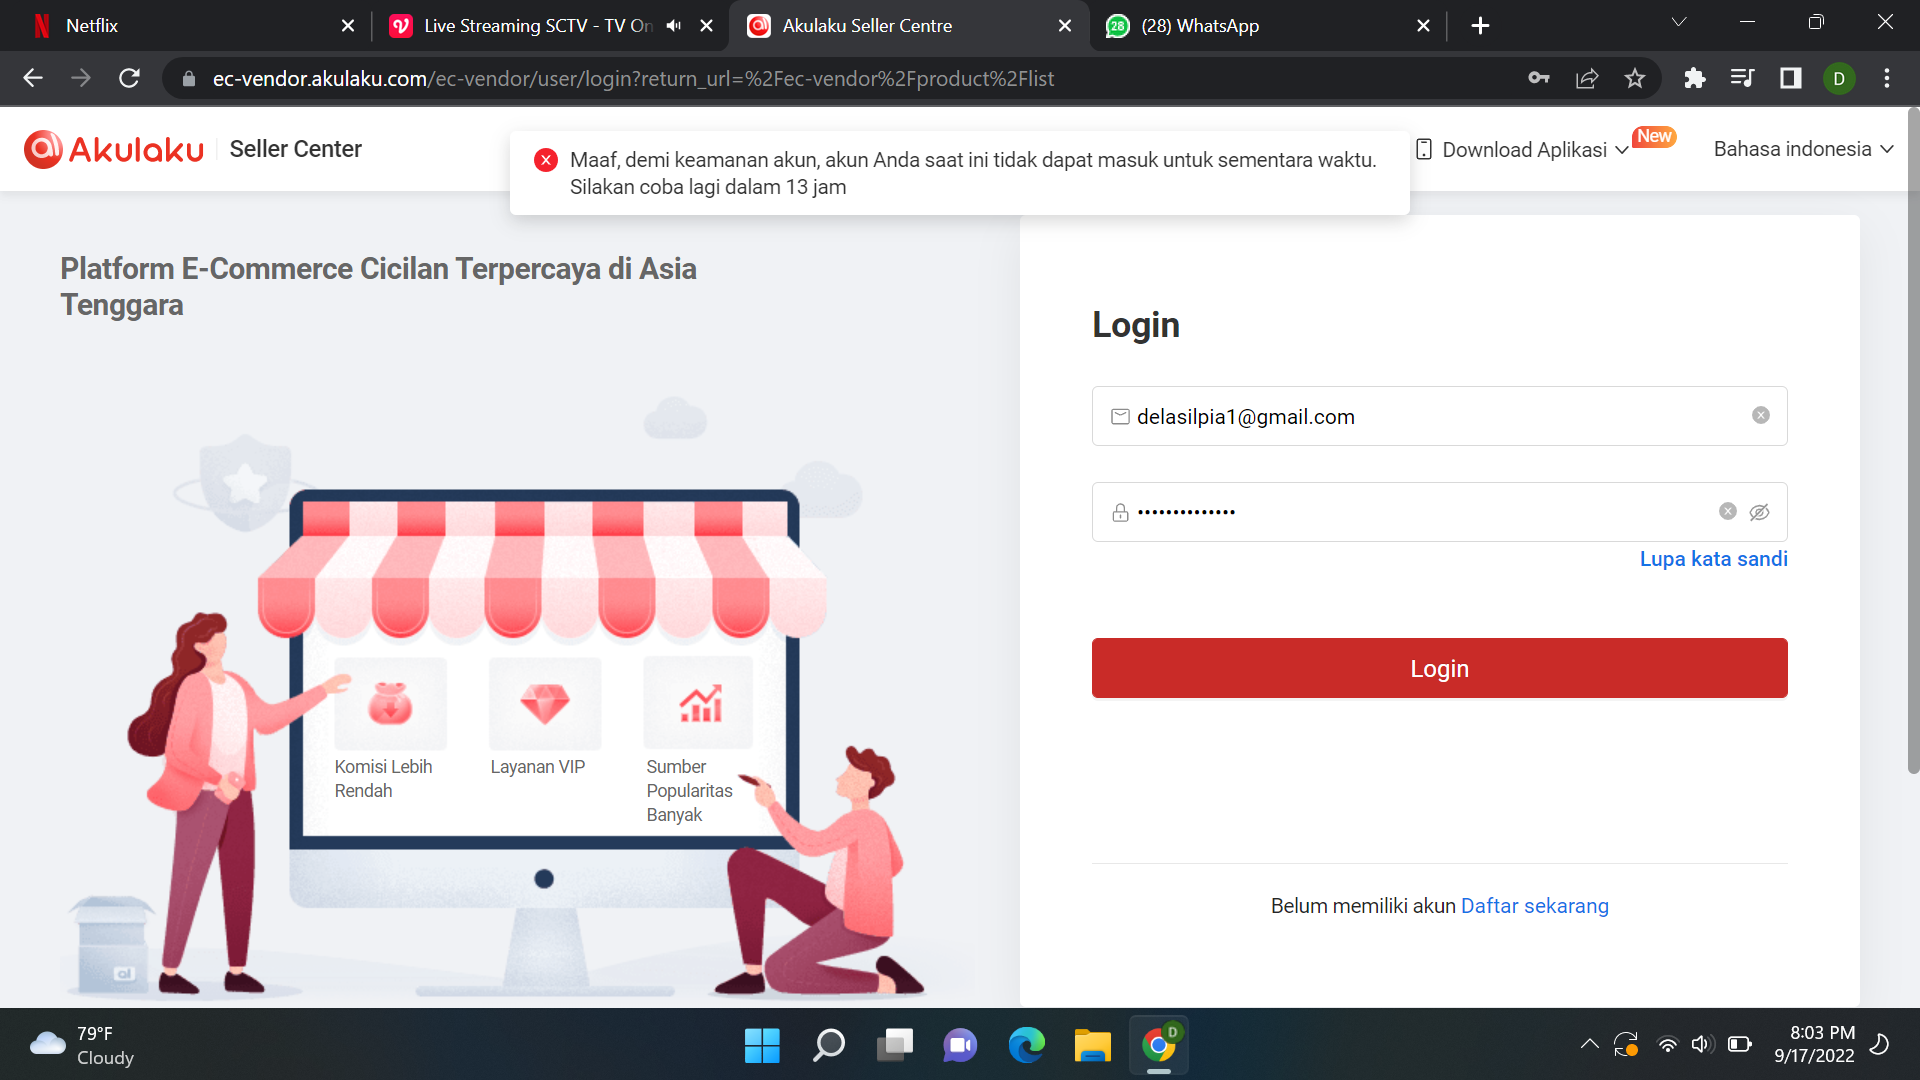 Netflix
Live Streaming SCTV - TV On
Akulaku Seller Centre
28
(28) WhatsApp
ec-vendor.akulaku.com/ec-vendor/user/login?return_url=%2Fec-vendor%2Fproduct%2Flist
D
Akulaku
Seller Center
Maaf, demi keamanan akun, akun Anda saat ini tidak dapat masuk untuk sementara waktu.
Silakan coba lagi dalam 13 jam
Download Aplikasi
New
Bahasa indonesia
Platform E-Commerce Cicilan Terpercaya di Asia
Tenggara
Login
delasilpia1@gmail.com
••••••••••••••
Lupa kata sandi
Login
Komisi Lebih
Rendah
Layanan VIP
Sumber
Popularitas
Banyak
Belum memiliki akun Daftar sekarang
79°F
Cloudy
D
8:03 PM
9/17/2022